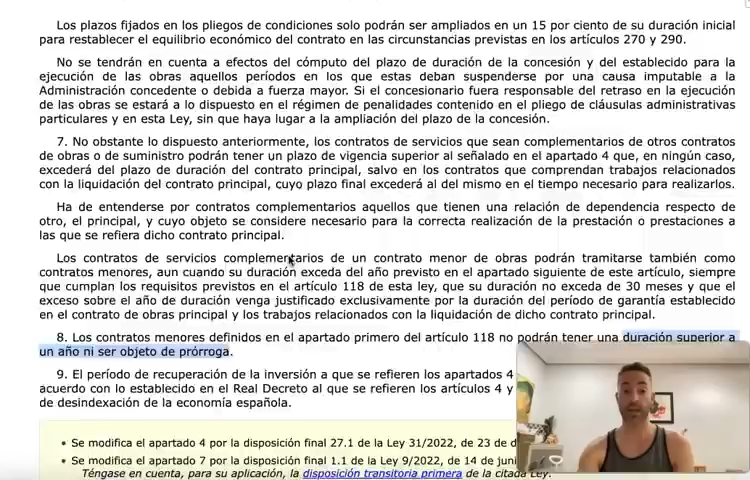 Los plazos fijados en los pliegos de condiciones solo podrán ser ampliados en un 15 por ciento de su duración inicial
para restablecer el equilibrio económico del contrato en las circunstancias previstas en los artículos 270 y 290.
No se tendrán en cuenta a efectos del cómputo del plazo de duración de la concesión y del establecido para la
ejecución de las obras aquellos períodos en los que estas deban suspenderse por una causa imputable a la
Administración concedente o debida a fuerza mayor. Si el concesionario fuera responsable del retraso en la ejecución
de las obras se estará a lo dispuesto en el régimen de penalidades contenido en el pliego de cláusulas administrativas
particulares y en esta Ley, sin que haya lugar a la ampliación del plazo de la concesión.
7. No obstante lo dispuesto anteriormente, los contratos de servicios que sean complementarios de otros contratos
de obras o de suministro podrán tener un plazo de vigencia superior al señalado en el apartado 4 que, en ningún caso,
excederá del plazo de duración del contrato principal, salvo en los contratos que comprendan trabajos relacionados
con la liquidación del contrato principal, cuyo plazo final excederá al del mismo en el tiempo necesario para realizarlos.
Ha de entenderse por contratos complementarios aquellos que tienen una relación de dependencia respecto de
otro, el principal, y cuyo objeto se considere necesario para la correcta realización de la prestación o prestaciones a
las que se refiera dicho contrato principal.
Los contratos de servicios complementarios de un contrato menor de obras podrán tramitarse también como
contratos menores, aun cuando su duración exceda del año previsto en el apartado siguiente de este artículo, siempre
que cumplan los requisitos previstos en el artículo 118 de esta ley, que su duración no exceda de 30 meses y que el
exceso sobre el año de duración venga justificado exclusivamente por la duración del período de garantía establecido
en el contrato de obras principal y los trabajos relacionados con la liquidación de dicho contrato principal.
8. Los contratos menores definidos en el apartado primero del artículo 118 no podrán tener una duración superior a
un año ni ser objeto de prórroga.
9. El período de recuperación de la inversión a que se refieren los apartados 4
acuerdo con lo establecido en el Real Decreto al que se refieren los artículos 4 y
de desindexación de la economía española.
Se modifica el apartado 4 por la disposición final 27.1 de la Ley 31/2022, de 23 de d
Se modifica el apartado 7 por la disposición final 1.1 de la Ley 9/2022, de 14 de juni
Téngase en cuenta, para su aplicación, la disposición transitoria primera de la citada Ley.